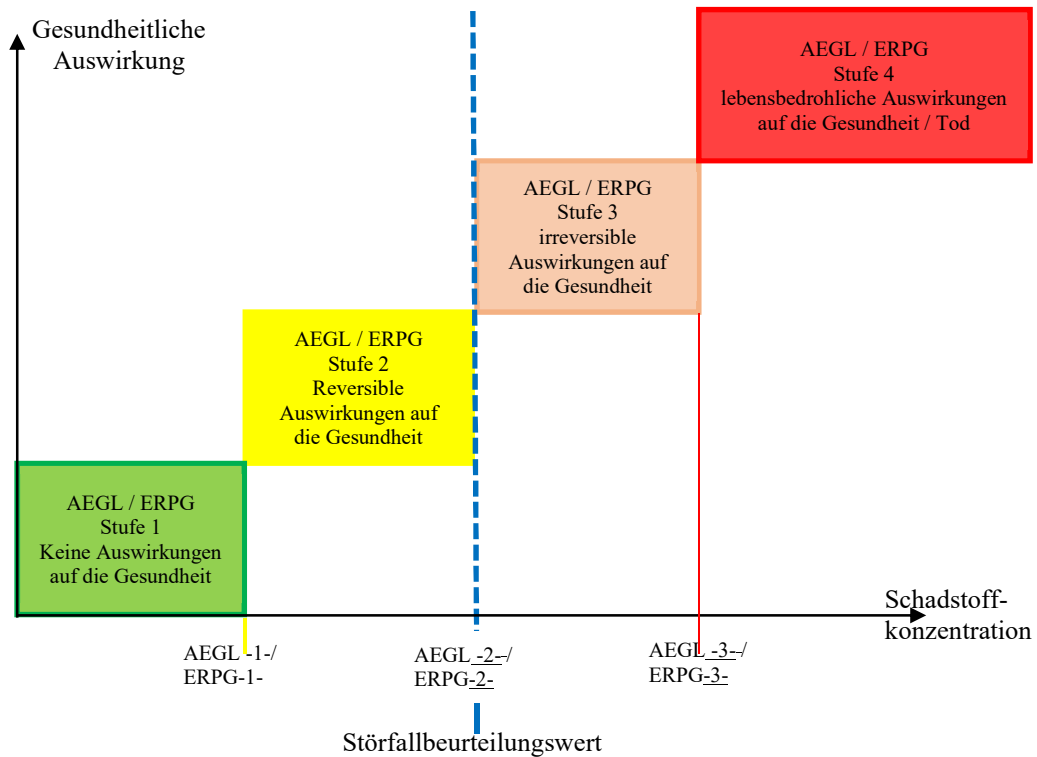 Gesundheitliche
Auswirkung
AEGL / ERPG
Stufe 4
lebensbedrohliche Auswirkungen
auf die Gesundheit / Tod
AEGL / ERPG
Stufe 3
irreversible
Auswirkungen auf
die Gesundheit
AEGL / ERPG
Stufe 2
Reversible
Auswirkungen auf
die Gesundheit
AEGL / ERPG
Stufe 1
Keine Auswirkungen
auf die Gesundheit
Schadstoff-
konzentration
AEGL -1-/
ERPG-1-
AEGL -2--/
ERPG-2-
AEGL -3--/
ERPG-3-
Störfallbeurteilungswert